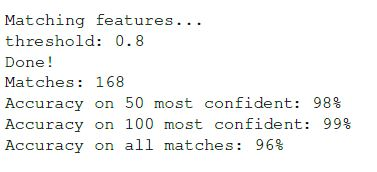 Matching features...
threshold: 0.8
Done!
Matches: 168
Accuracy on 50 most confident: 98%
Accuracy on 100 most confident: 99%
Accuracy on all matches: 96%